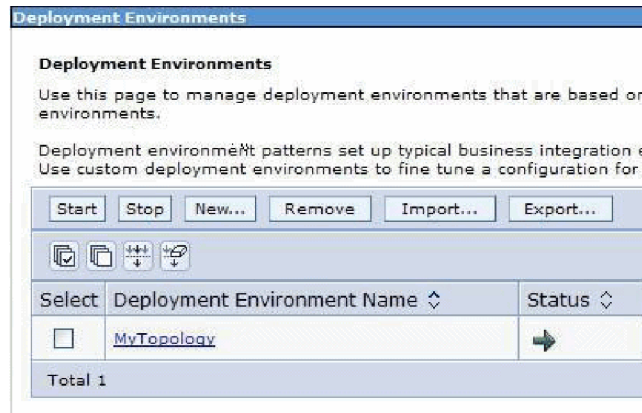 Deployment Environments
Deployment Environments
Use this page to manage deployment environments that are based or
environments.
Deployment environment patterns set up typical business integration e
Use custom deployment environments to fine tune a configuration for
Start Stop New... Remove Import... Export...
Select Deployment Environment Name Status
MyTopology
Total 1